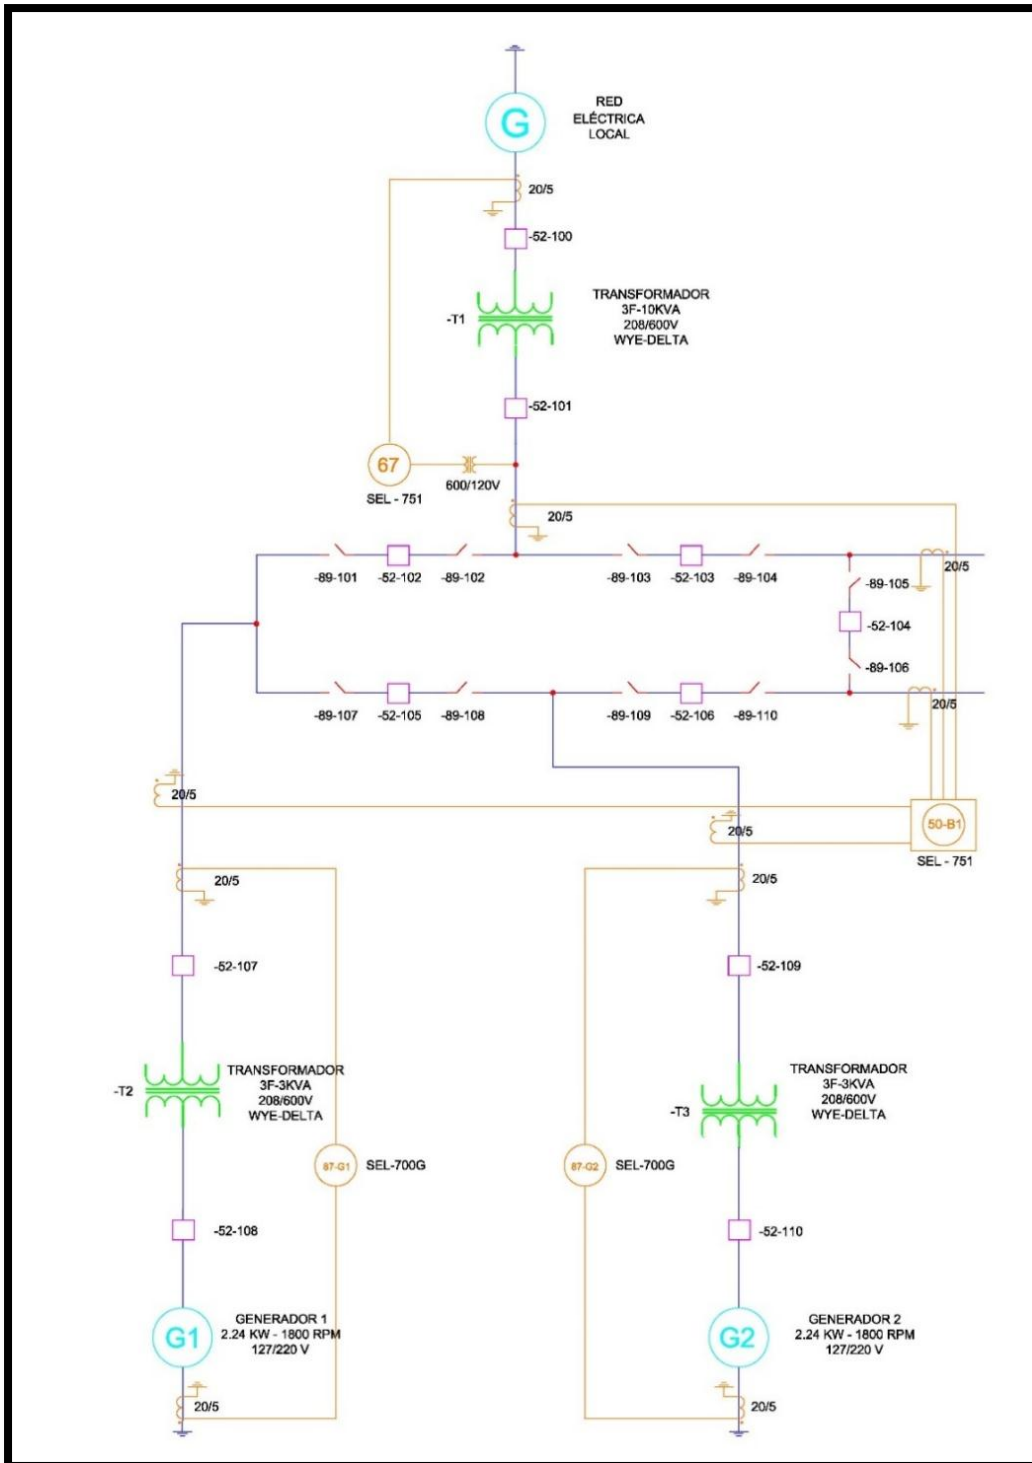 G
RED
ELÉCTRICA
LOCAL
20/5
-52-100
-T1
TRANSFORMADOR
3F-10KVA
208/600V
WYE-DELTA
-52-101
67
SEL - 751
600/120V
20/5
-89-101
-52-102
-89-102
-89-103
-52-103
-89-104
20/5
-89-105
-52-104
-89-106
-89-107
-52-105
-89-108
-89-109
-52-106
-89-110
20/5
20/5
20/5
50-B1
SEL - 751
20/5
20/5
-52-107
-52-109
-T2
TRANSFORMADOR
3F-3KVA
208/600V
WYE-DELTA
-T3
TRANSFORMADOR
3F-3KVA
208/600V
WYE-DELTA
87-G1
SEL-700G
87-G2
SEL-700G
-52-108
-52-110
G1
GENERADOR 1
2.24 KW - 1800 RPM
127/220 V
G2
GENERADOR 2
2.24 KW - 1800 RPM
127/220 V
20/5
20/5